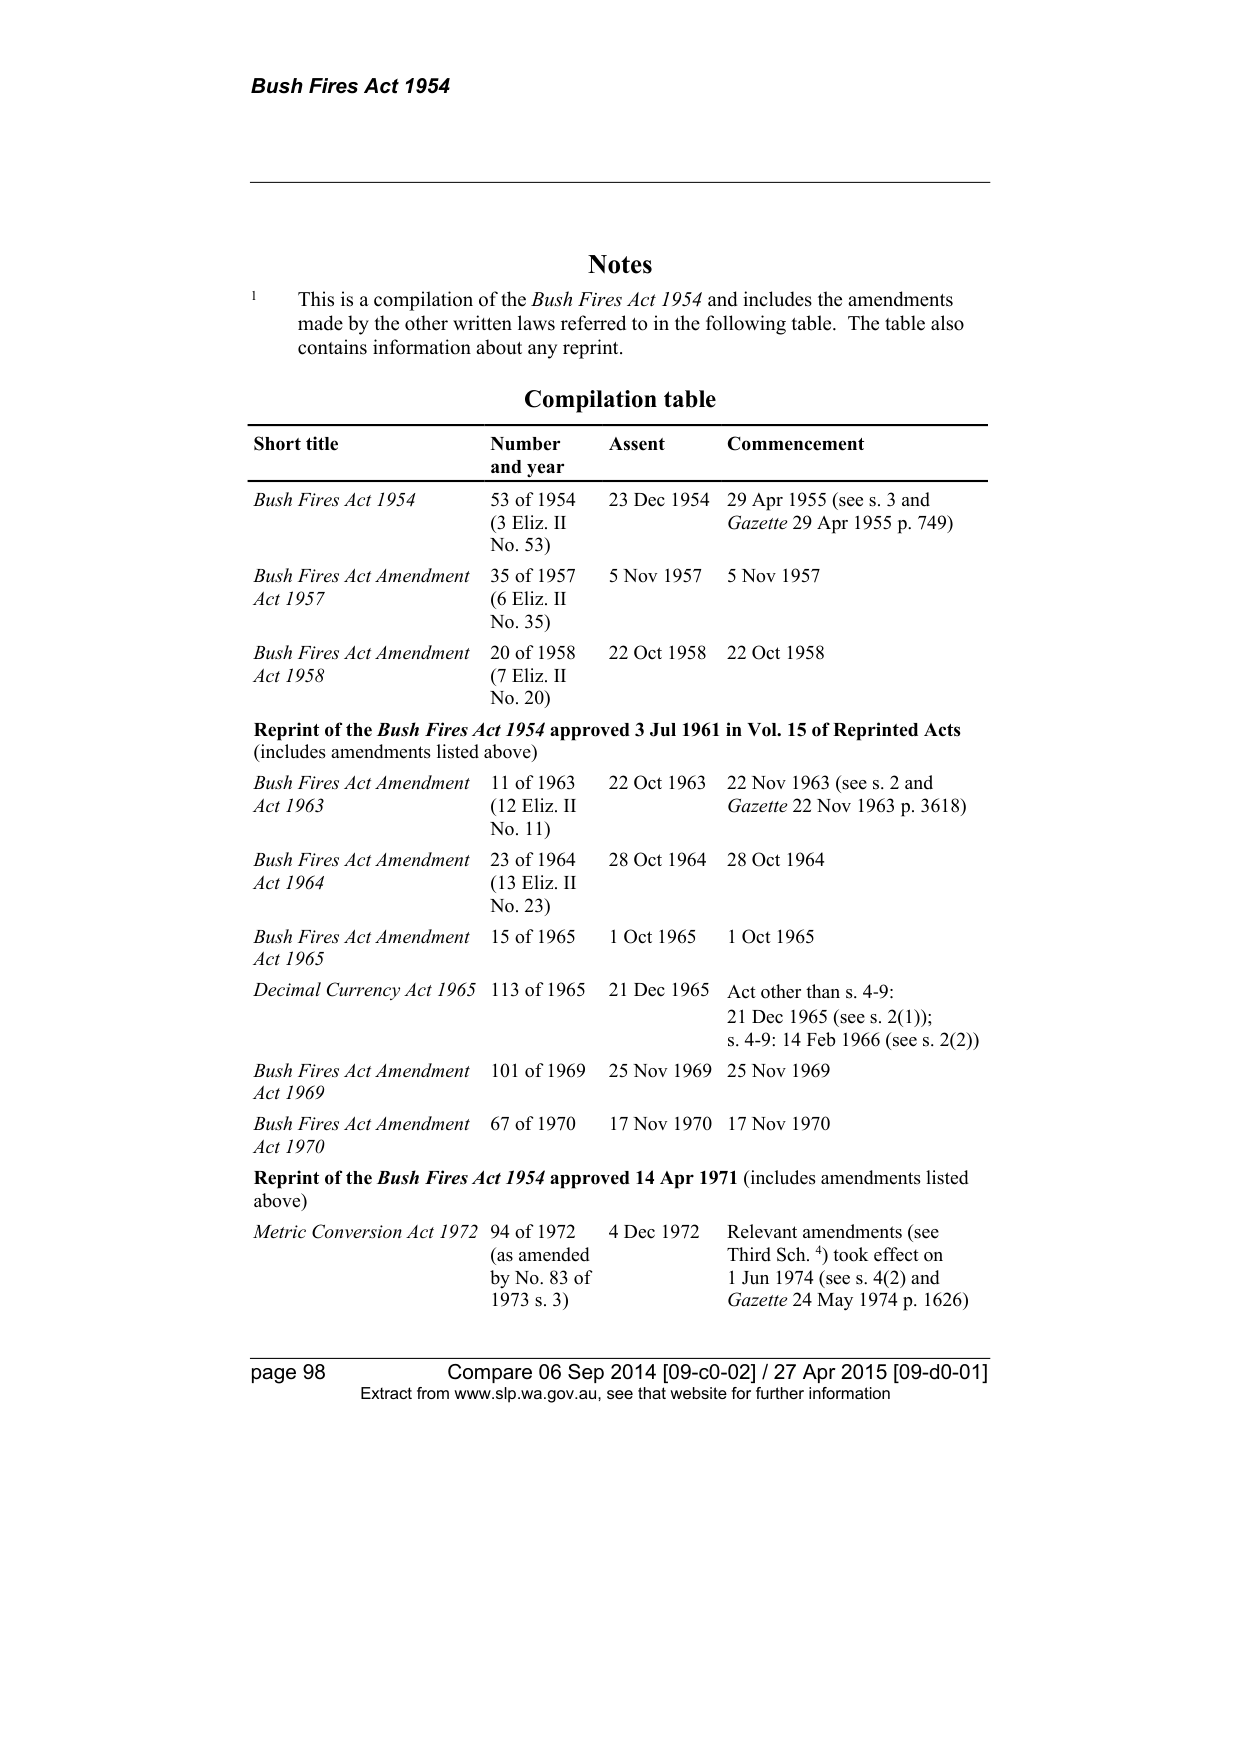 Bush Fires Act 1954
Notes
1 This is a compilation of the Bush Fires Act 1954 and includes the amendments
made by the other written laws referred to in the following table. The table also
contains information about any reprint.
Compilation table
Short title Number and year Assent Commencement
Bush Fires Act 1954 53 of 1954 23 Dec 1954 29 Apr 1955 (see s. 3 and
(3 Eliz. II Gazette 29 Apr 1955 p. 749)
No. 53)
Bush Fires Act Amendment 35 of 1957 5 Nov 1957 5 Nov 1957
Act 1957 (6 Eliz. II
No. 35)
Bush Fires Act Amendment 20 of 1958 22 Oct 1958 22 Oct 1958
Act 1958 (7 Eliz. II
No. 20)
Reprint of the Bush Fires Act 1954 approved 3 Jul 1961 in Vol. 15 of Reprinted Acts
(includes amendments listed above)
Bush Fires Act Amendment 11 of 1963 22 Oct 1963 22 Nov 1963 (see s. 2 and
Act 1963 (12 Eliz. II Gazette 22 Nov 1963 p. 3618)
No. 11)
Bush Fires Act Amendment 23 of 1964 28 Oct 1964 28 Oct 1964
Act 1964 (13 Eliz. II
No. 23)
Bush Fires Act Amendment 15 of 1965 1 Oct 1965 1 Oct 1965
Act 1965
Decimal Currency Act 1965 113 of 1965 21 Dec 1965 Act other than s. 4-9:
21 Dec 1965 (see s. 2(1));
s. 4-9: 14 Feb 1966 (see s. 2(2))
Bush Fires Act Amendment 101 of 1969 25 Nov 1969 25 Nov 1969
Act 1969
Bush Fires Act Amendment 67 of 1970 17 Nov 1970 17 Nov 1970
Act 1970
Reprint of the Bush Fires Act 1954 approved 14 Apr 1971 (includes amendments listed
above)
Metric Conversion Act 1972 94 of 1972 4 Dec 1972 Relevant amendments (see
(as amended Third Sch. 4) took effect on
by No. 83 of 1 Jun 1974 (see s. 4(2) and
1973 s. 3) Gazette 24 May 1974 p. 1626)
page 98 Compare 06 Sep 2014 [09-c0-02] / 27 Apr 2015 [09-d0-01]
Extract from www.slp.wa.gov.au, see that website for further information